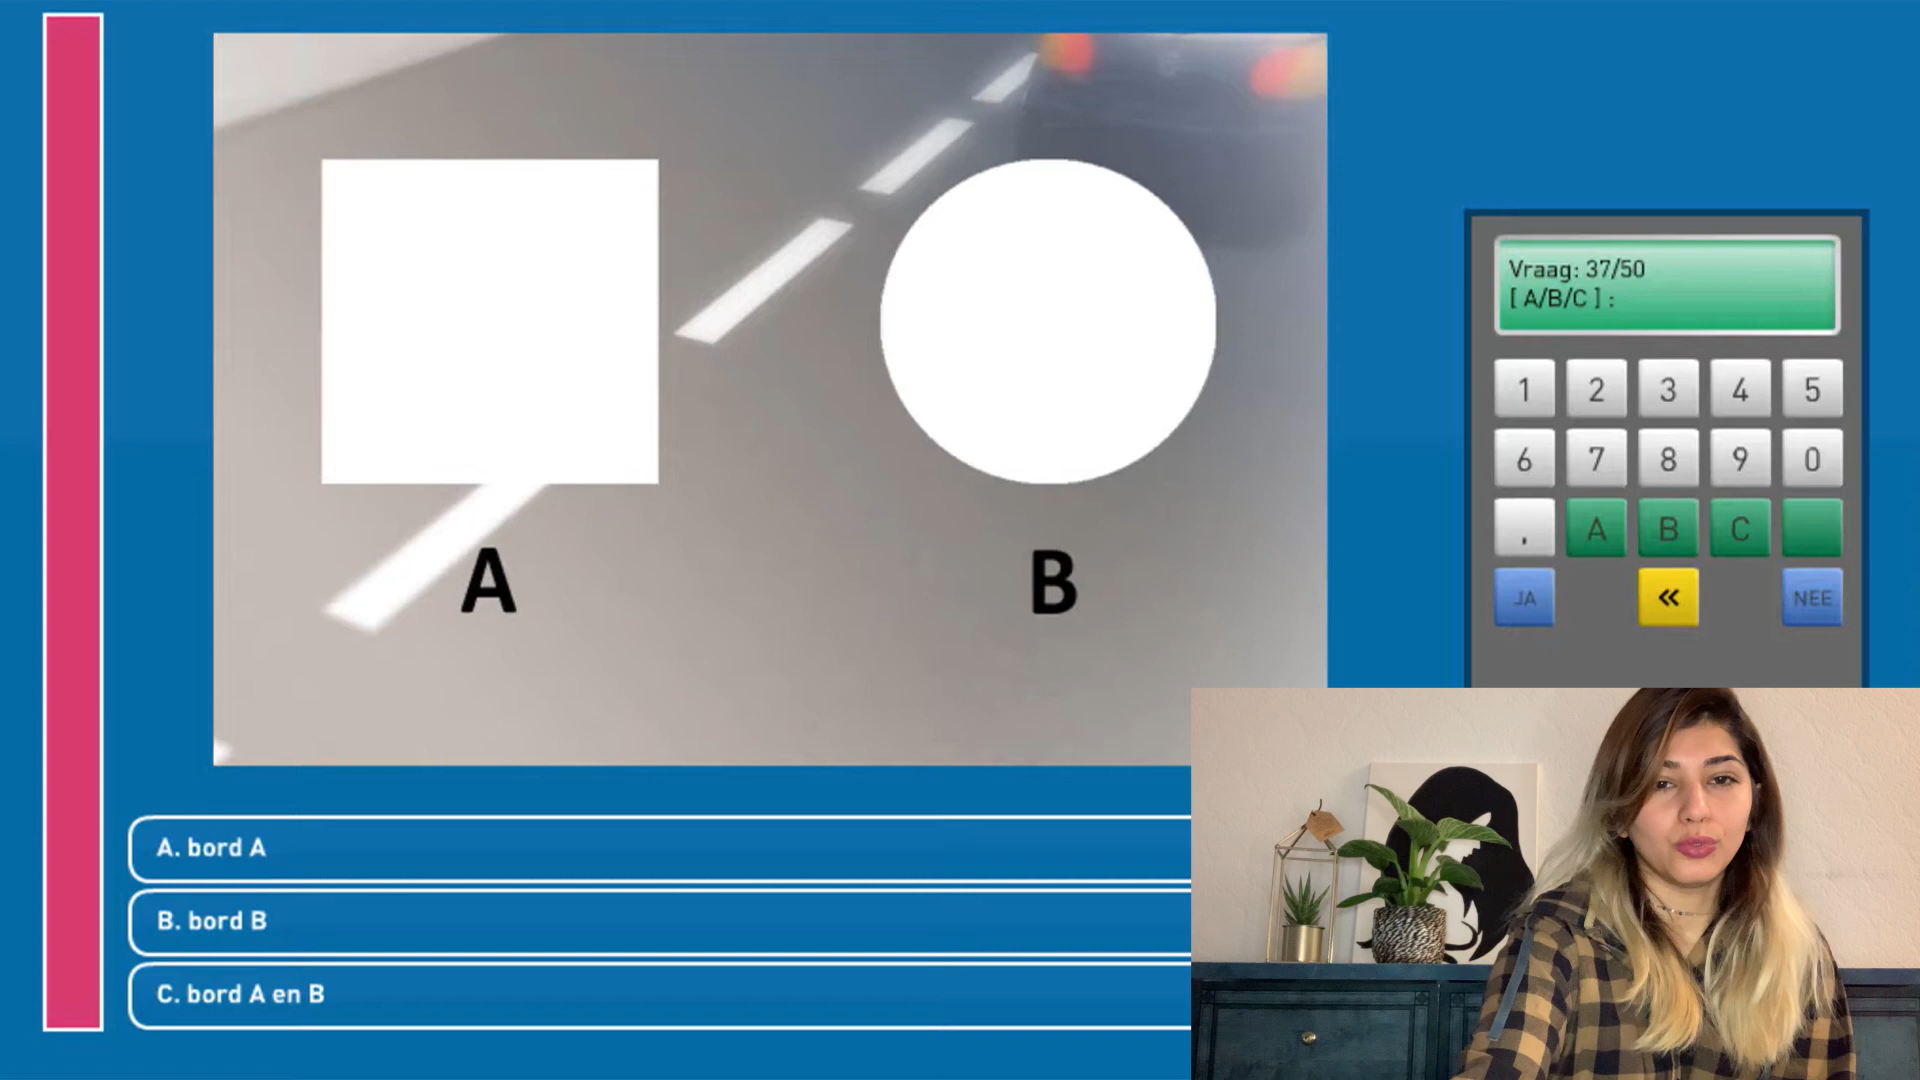 A
B
A. bord A
B. bord B
C. bord A en B
Vraag: 37/50
[ A/B/C ] :
1 2 3 4 5
6 7 8 9 0
, A B C
JA « NEE